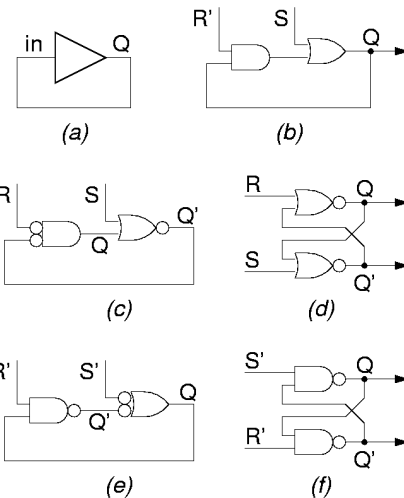 in Q
(a)
R' S Q
(b)
R S Q'
Q
(c)
R Q
S Q'
(d)
R' S' Q
Q'
(e)
S' Q
R' Q'
(f)